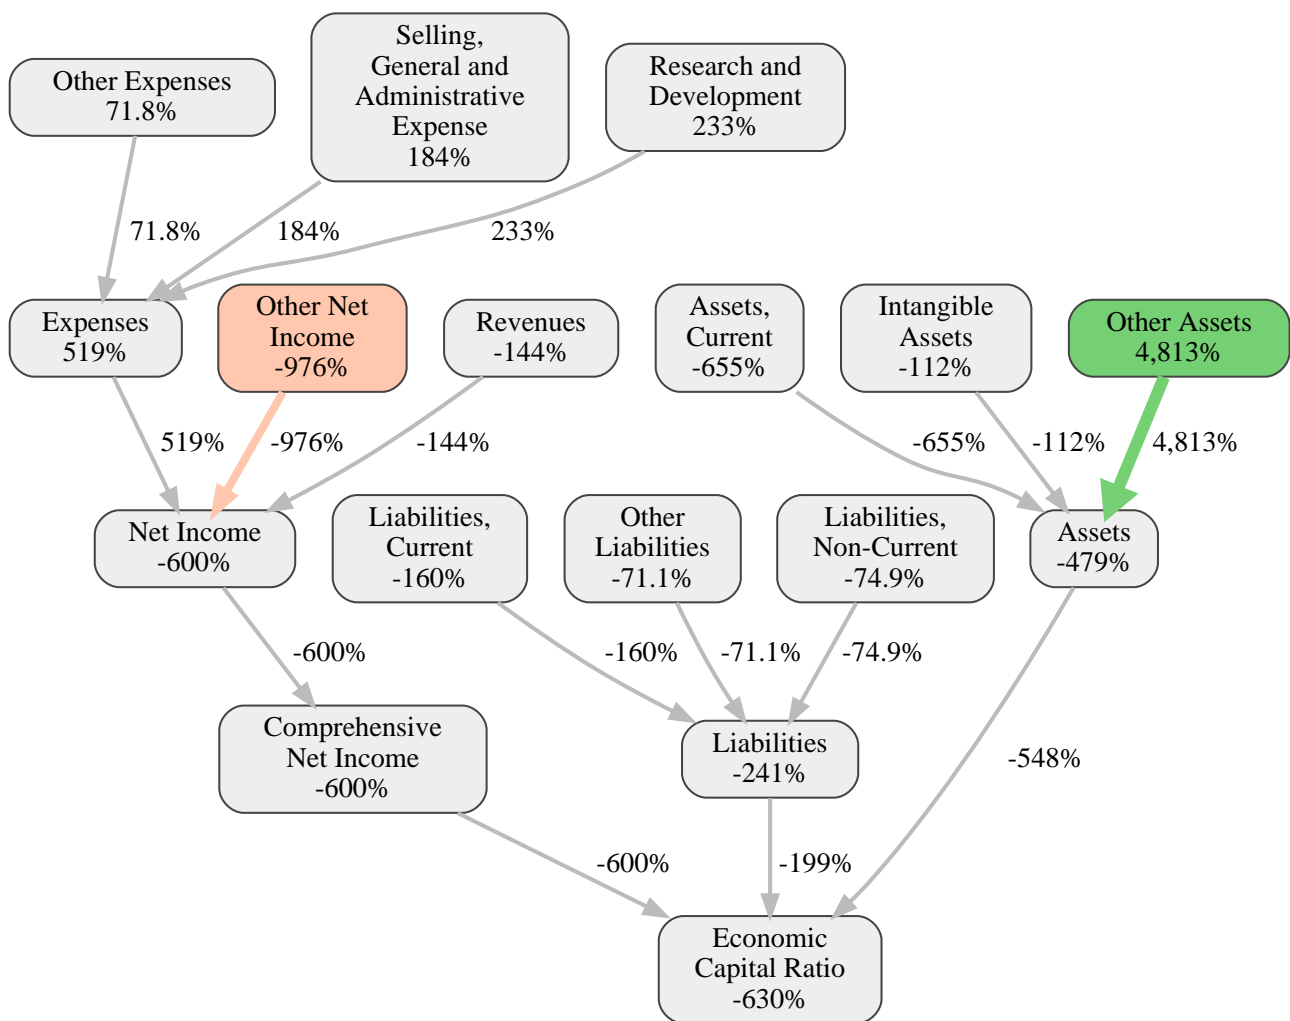 Other Expenses
71.8%
Selling,
General and
Administrative
Expense
184%
Research and
Development
233%
71.8%
184%
233%
Expenses
519%
Other Net
Income
-976%
Revenues
-144%
Assets,
Current
-655%
Intangible
Assets
-112%
Other Assets
4,813%
519%
-976%
-144%
-655%
-112%
4,813%
Net Income
-600%
Liabilities,
Current
-160%
Other
Liabilities
-71.1%
Liabilities,
Non-Current
-74.9%
Assets
-479%
-600%
-160%
-71.1%
-74.9%
Comprehensive
Net Income
-600%
Liabilities
-241%
-548%
-600%
-199%
Economic
Capital Ratio
-630%